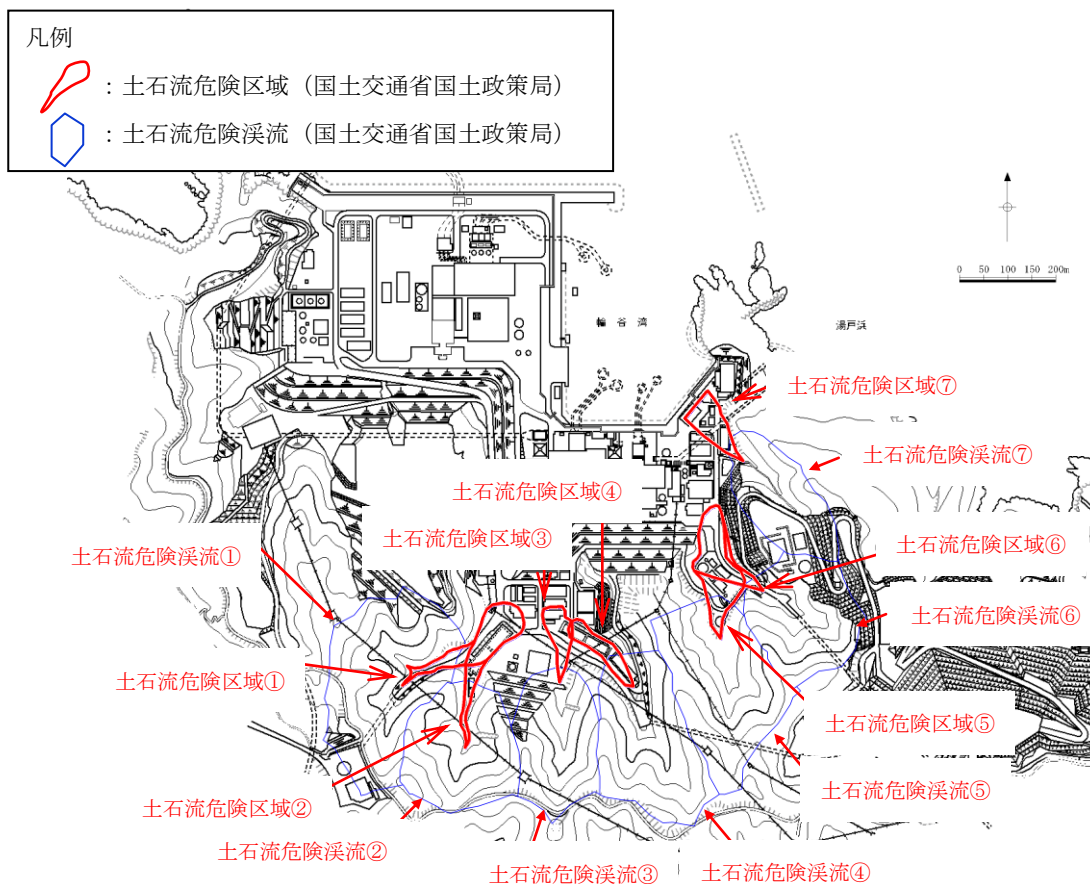 凡例
：土石流危険区域（国土交通省国土政策局）
：土石流危険渓流（国土交通省国土政策局）
0 50 100 150 200m
輪谷湾
湯戸浜
土石流危険区域⑦
土石流危険渓流⑦
土石流危険区域④
土石流危険区域③
土石流危険区域⑥
土石流危険渓流①
土石流危険渓流⑥
土石流危険区域①
土石流危険区域⑤
土石流危険渓流⑤
土石流危険区域②
土石流危険渓流②
土石流危険渓流③
土石流危険渓流④